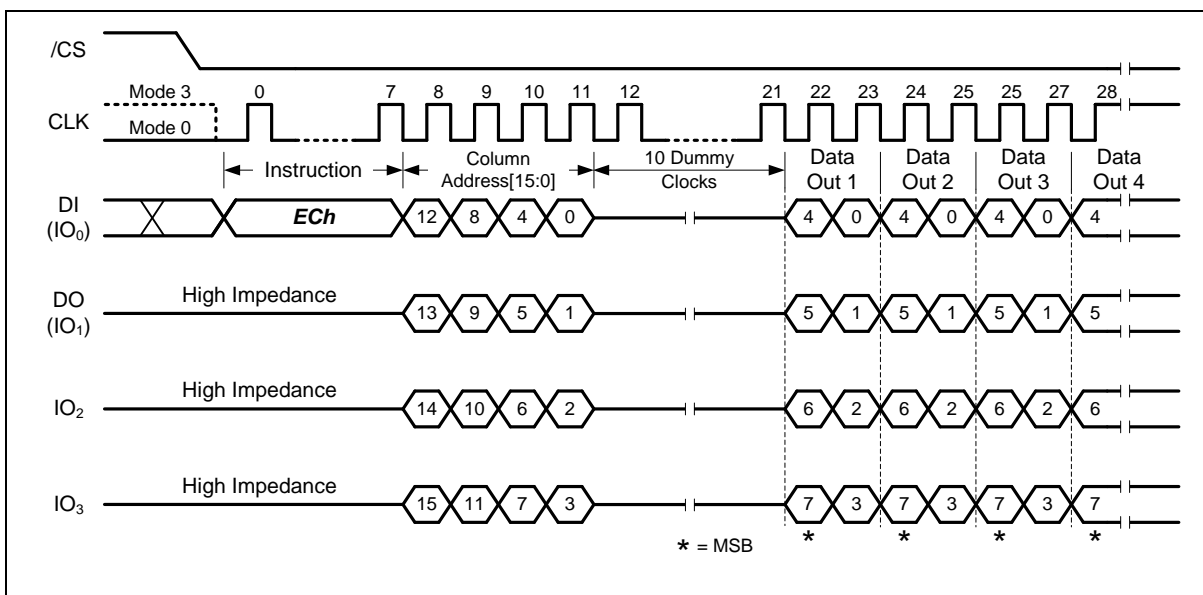 /CS
Mode 3 0 7 8 9 10 11 12 21 22 23 24 25 25 27 28
CLK
Mode 0
Instruction Column Address[15:0] 10 Dummy Clocks Data Out 1 Data Out 2 Data Out 3 Data Out 4
DI (IO0) ECh 12 8 4 0 4 0 4 0 4 0 4
High Impedance
DO (IO1) 13 9 5 1 5 1 5 1 5 1 5
High Impedance
IO2 14 10 6 2 6 2 6 2 6 2 6
High Impedance
IO3 15 11 7 3 7 3 7 3 7 3 7
* = MSB * * * *